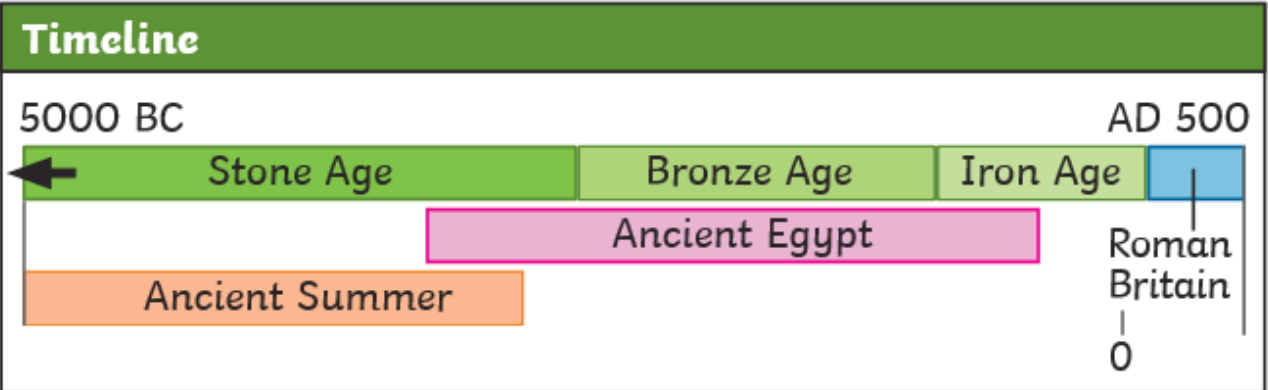 Timeline
5000 BC
AD 500
Stone Age
Bronze Age
Iron Age
Ancient Egypt
Roman
Britain
Ancient Summer
0